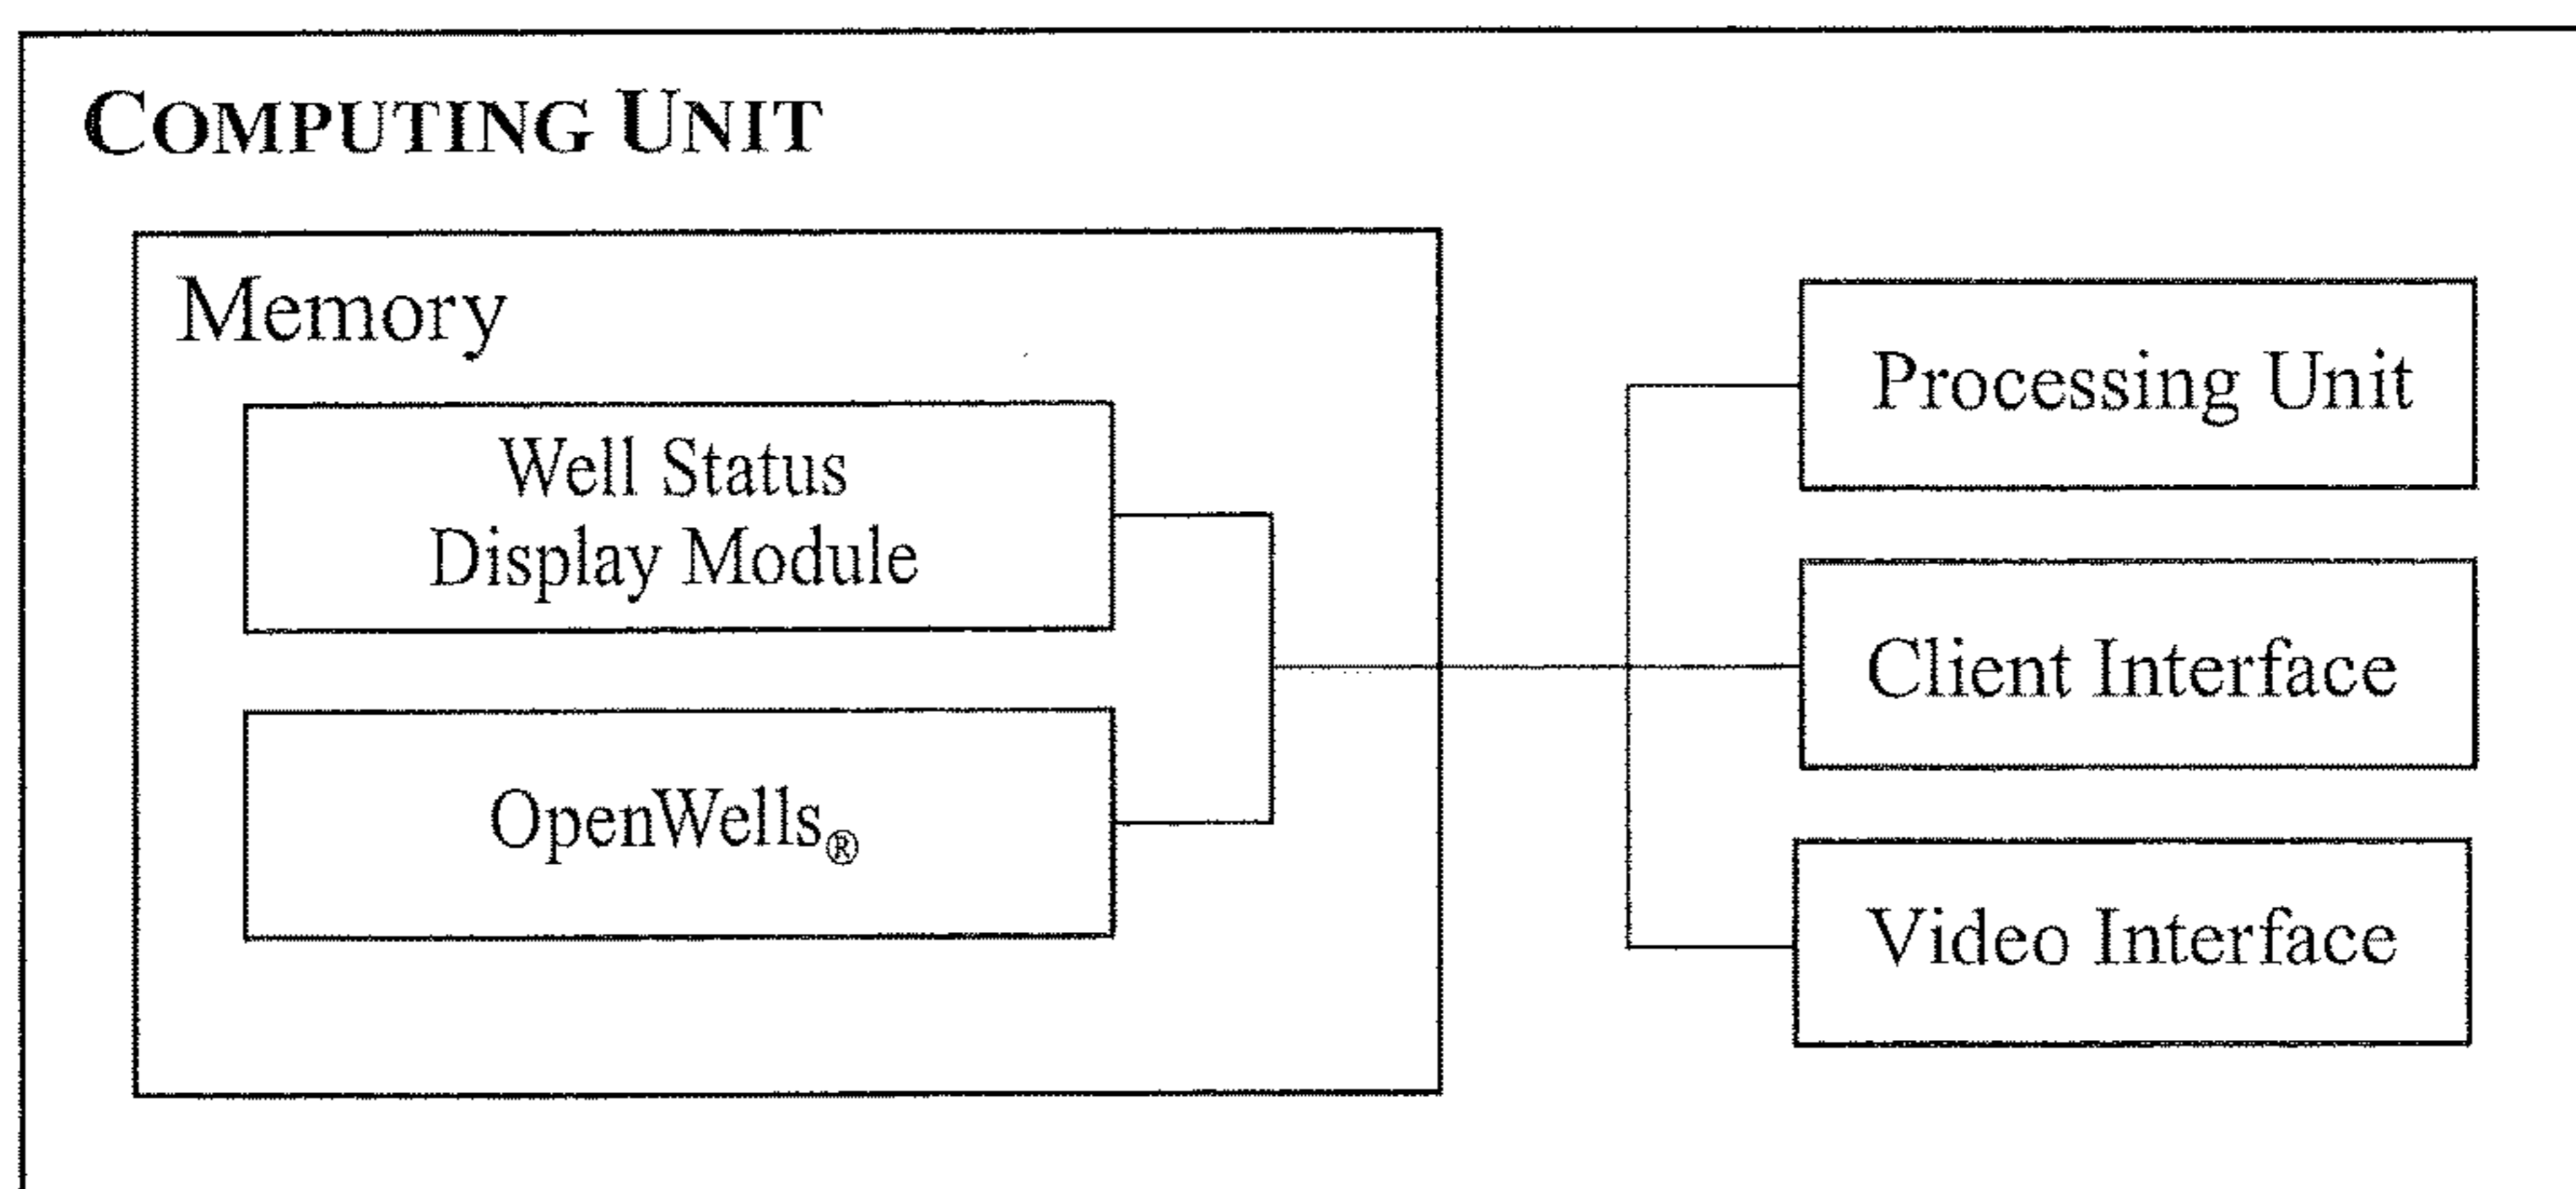 COMPUTING UNIT
Memory
Well Status
Display Module
OpenWells®
Processing Unit
Client Interface
Video Interface